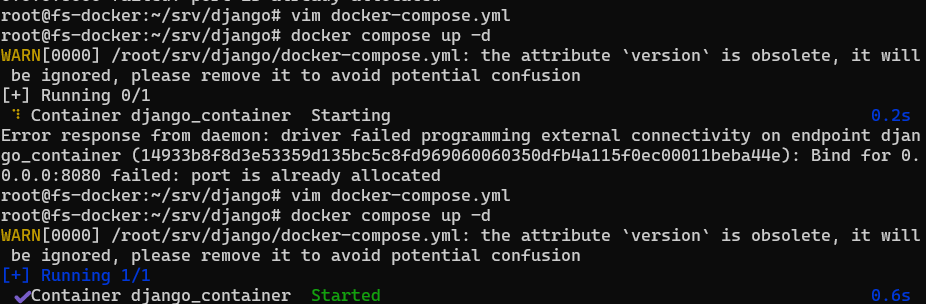 root@fs-docker:~/srv/django# vim docker-compose.yml
root@fs-docker:~/srv/django# docker compose up -d
WARN[0000] /root/srv/django/docker-compose.yml: the attribute `version` is obsolete, it will
 be ignored, please remove it to avoid potential confusion
[+] Running 0/1
 ⠹ Container django_container  Starting 0.2s
Error response from daemon: driver failed programming external connectivity on endpoint djan
go_container (14933b8f8d3e53359d135bc5c8fd969060060350dfb4a115f0ec00011beba44e): Bind for 0.
0.0.0:8080 failed: port is already allocated
root@fs-docker:~/srv/django# vim docker-compose.yml
root@fs-docker:~/srv/django# docker compose up -d
WARN[0000] /root/srv/django/docker-compose.yml: the attribute `version` is obsolete, it will
 be ignored, please remove it to avoid potential confusion
[+] Running 1/1
 ✔ Container django_container  Started 0.6s